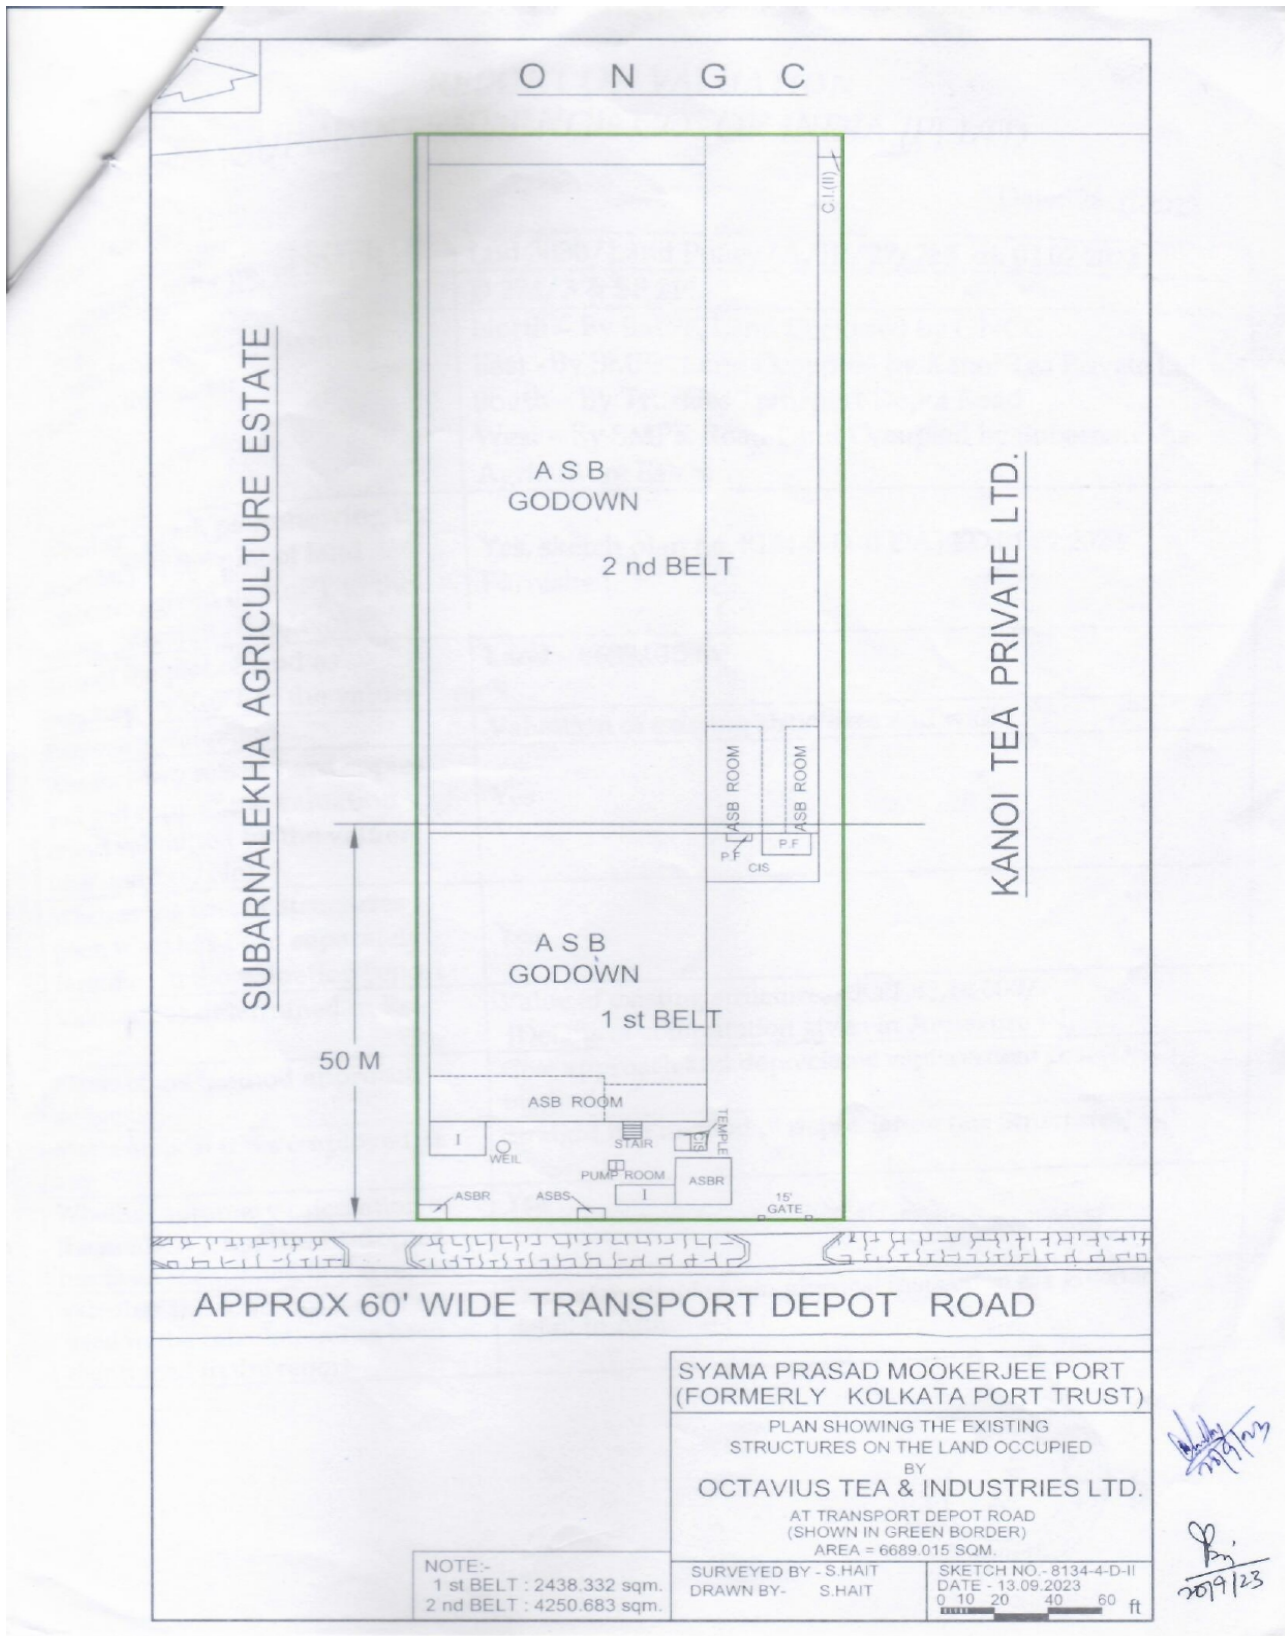 O N G C
C.I.(II)
SUBARNALEKHA AGRICULTURE ESTATE
KANOI TEA PRIVATE LTD.
A S B
GODOWN
2 nd BELT
ASB ROOM
ASB ROOM
P.F
P.F
CIS
A S B
GODOWN
1 st BELT
50 M
ASB ROOM
TEMPLE
I
WEIL
STAIR
CIS
PUMP ROOM
ASBR
ASBR
ASBS
I
15'
GATE
APPROX 60' WIDE TRANSPORT DEPOT ROAD
SYAMA PRASAD MOOKERJEE PORT
(FORMERLY KOLKATA PORT TRUST)
PLAN SHOWING THE EXISTING
STRUCTURES ON THE LAND OCCUPIED
BY
OCTAVIUS TEA & INDUSTRIES LTD.
AT TRANSPORT DEPOT ROAD
(SHOWN IN GREEN BORDER)
AREA = 6689.015 SQM.
NOTE:-
1 st BELT : 2438.332 sqm.
2 nd BELT : 4250.683 sqm.
SURVEYED BY - S.HAIT
DRAWN BY- S.HAIT
SKETCH NO.- 8134-4-D-II
DATE - 13.09.2023
0 10 20 40 60 ft
20/9/23
20/9/23